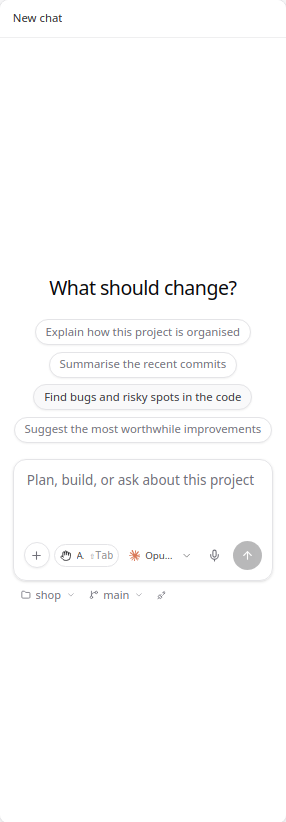 New chat
What should change?
Explain how this project is organised
Summarise the recent commits
Find bugs and risky spots in the code
Suggest the most worthwhile improvements
Plan, build, or ask about this project
A. ⇧Tab Opu...
shop main